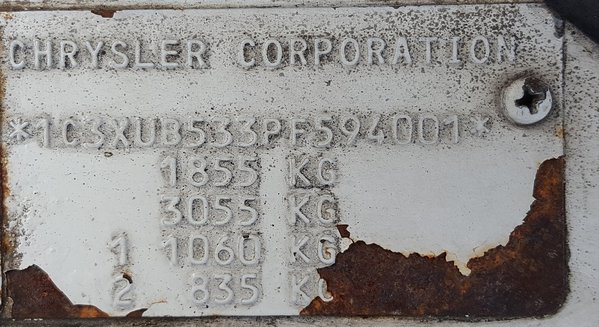 CHRYSLER CORPORATION
*1C3XUB533PF594001*
1855 KG
3055 KG
1 1060 KG
2 835 KG